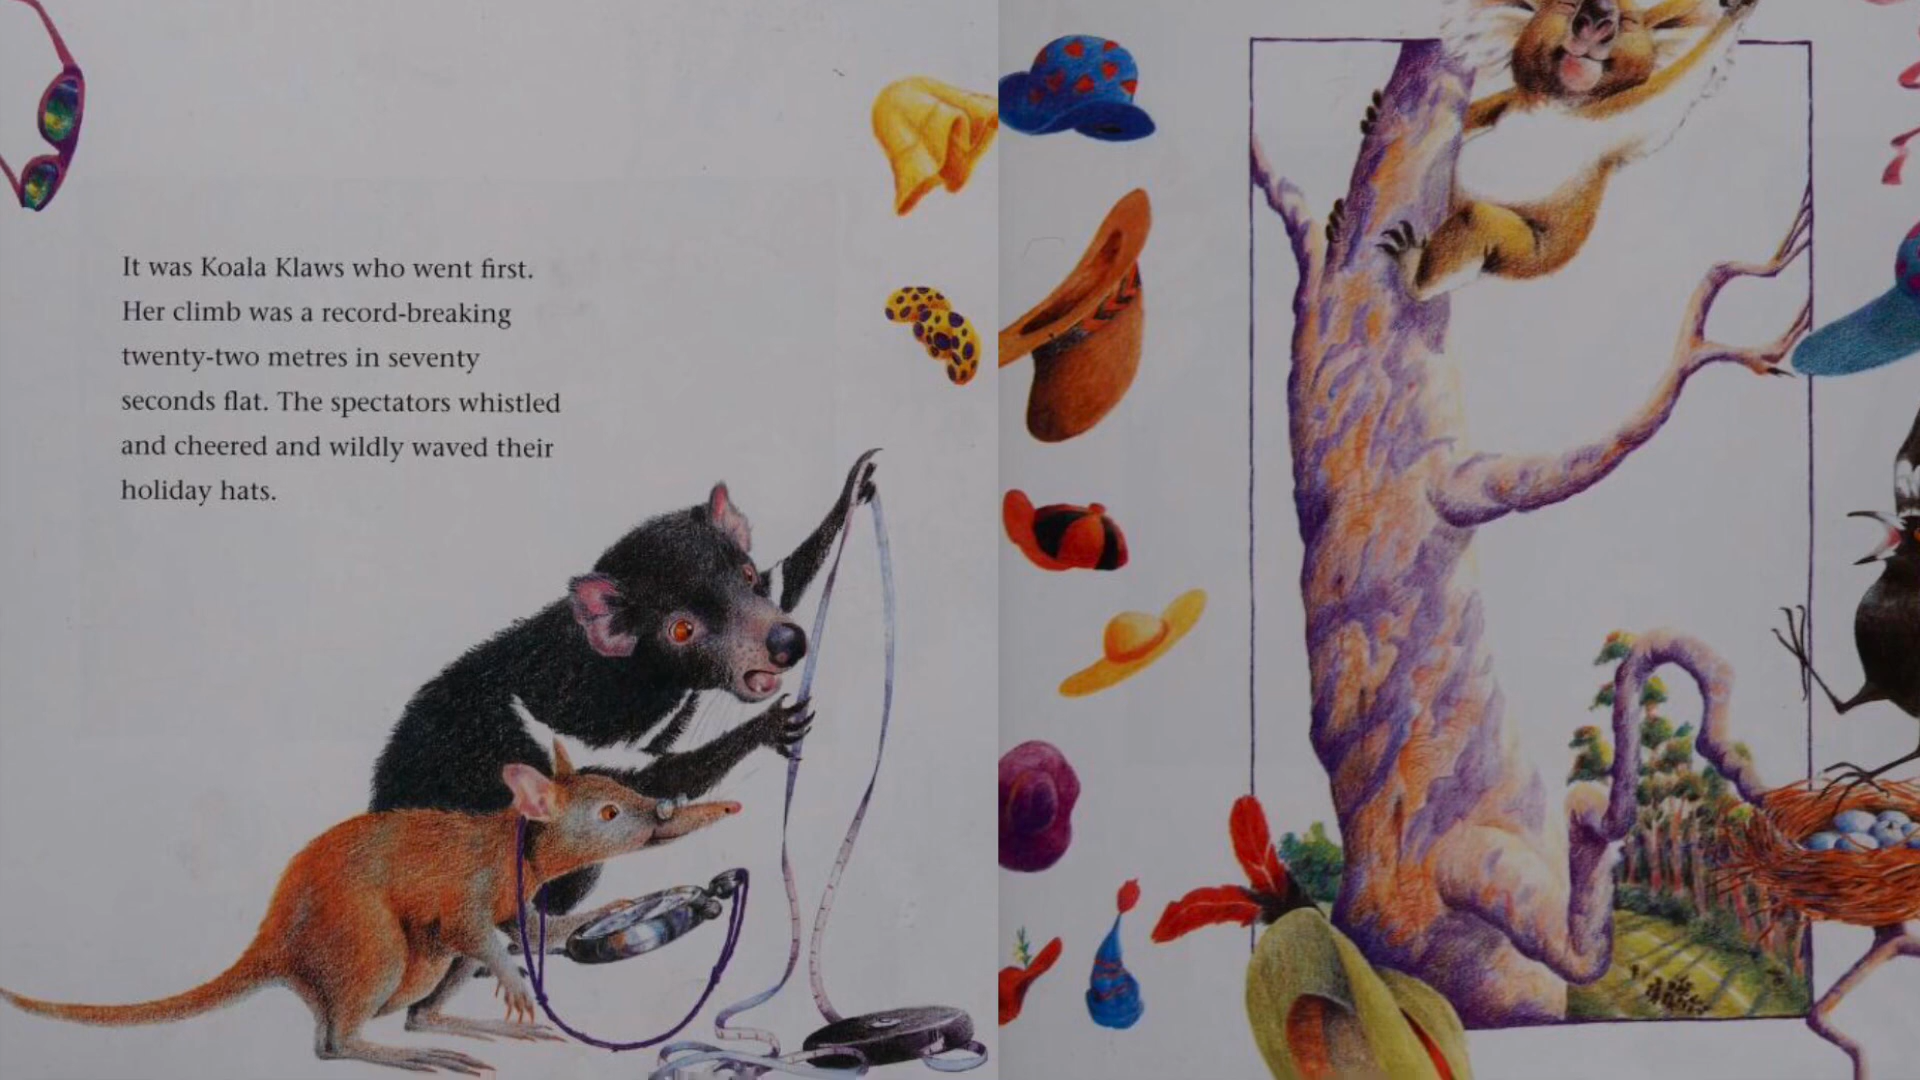 It was Koala Klaws who went first.
Her climb was a record-breaking
twenty-two metres in seventy
seconds flat. The spectators whistled
and cheered and wildly waved their
holiday hats.